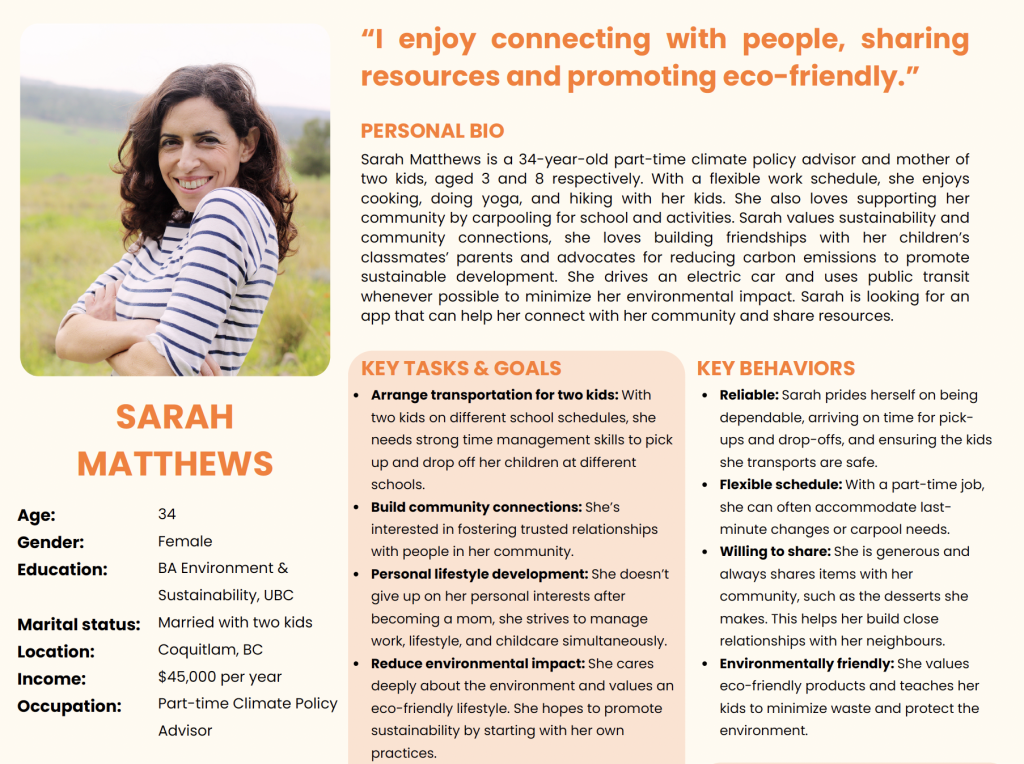 “I enjoy connecting with people, sharing
resources and promoting eco-friendly.”
PERSONAL BIO
Sarah Matthews is a 34-year-old part-time climate policy advisor and mother of
two kids, aged 3 and 8 respectively. With a flexible work schedule, she enjoys
cooking, doing yoga, and hiking with her kids. She also loves supporting her
community by carpooling for school and activities. Sarah values sustainability and
community connections, she loves building friendships with her children’s
classmates’ parents and advocates for reducing carbon emissions to promote
sustainable development. She drives an electric car and uses public transit
whenever possible to minimize her environmental impact. Sarah is looking for an
app that can help her connect with her community and share resources.
SARAH
MATTHEWS
Age: 34
Gender: Female
Education: BA Environment &
Sustainability, UBC
Marital status: Married with two kids
Location: Coquitlam, BC
Income: $45,000 per year
Occupation: Part-time Climate Policy
Advisor
KEY TASKS & GOALS
• Arrange transportation for two kids: With
two kids on different school schedules, she
needs strong time management skills to pick
up and drop off her children at different
schools.
• Build community connections: She’s
interested in fostering trusted relationships
with people in her community.
• Personal lifestyle development: She doesn’t
give up on her personal interests after
becoming a mom, she strives to manage
work, lifestyle, and childcare simultaneously.
• Reduce environmental impact: She cares
deeply about the environment and values an
eco-friendly lifestyle. She hopes to promote
sustainability by starting with her own
practices.
KEY BEHAVIORS
• Reliable: Sarah prides herself on being
dependable, arriving on time for pick-
ups and drop-offs, and ensuring the kids
she transports are safe.
• Flexible schedule: With a part-time job,
she can often accommodate last-
minute changes or carpool needs.
• Willing to share: She is generous and
always shares items with her
community, such as the desserts she
makes. This helps her build close
relationships with her neighbours.
• Environmentally friendly: She values
eco-friendly products and teaches her
kids to minimize waste and protect the
environment.